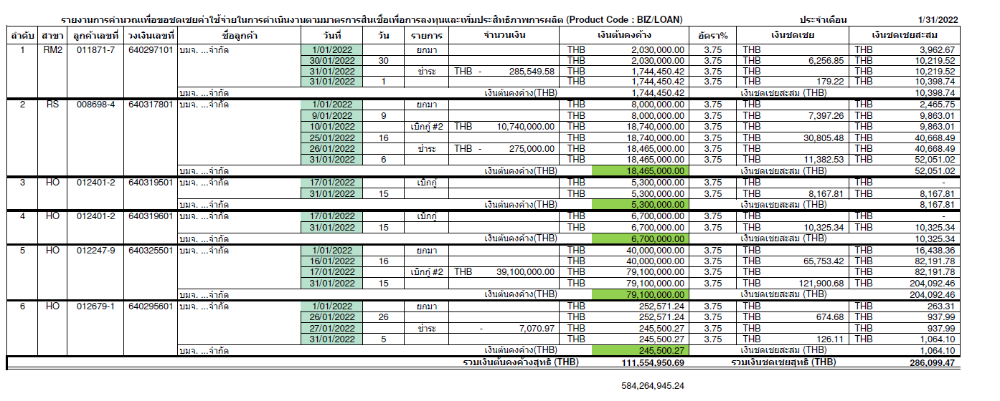 รายงานการคำนวณเพื่อขอชดเชยค่าใช้จ่ายในการดำเนินงานตามมาตรการสินเชื่อเพื่อการลงทุนและเพิ่มประสิทธิภาพการผลิต (Product Code : BIZ/LOAN) ประจำเดือน 1/31/2022
ลำดับ สาขา ลูกค้าเลขที่ วงเงินเลขที่ ชื่อลูกค้า วันที่ วัน รายการ จำนวนเงิน เงินต้นคงค้าง อัตรา% เงินชดเชย เงินชดเชยสะสม
1 RM2 011871-7 640297101 บมจ. ...จำกัด 1/01/2022 ยกมา THB 2,030,000.00 3.75 THB THB 3,962.67
30/01/2022 30 THB 2,030,000.00 3.75 THB 6,256.85 THB 10,219.52
31/01/2022 ชำระ THB - 285,549.58 THB 1,744,450.42 3.75 THB THB 10,219.52
31/01/2022 1 THB 1,744,450.42 3.75 THB 179.22 THB 10,398.74
บมจ. ...จำกัด เงินต้นคงค้าง(THB) 1,744,450.42 เงินชดเชยสะสม (THB) 10,398.74
2 RS 008698-4 640317801 บมจ. ...จำกัด 1/01/2022 ยกมา THB 8,000,000.00 3.75 THB THB 2,465.75
9/01/2022 9 THB 8,000,000.00 3.75 THB 7,397.26 THB 9,863.01
10/01/2022 เบิกกู้ #2 THB 10,740,000.00 THB 18,740,000.00 3.75 THB THB 9,863.01
25/01/2022 16 THB 18,740,000.00 3.75 THB 30,805.48 THB 40,668.49
26/01/2022 ชำระ THB - 275,000.00 THB 18,465,000.00 3.75 THB THB 40,668.49
31/01/2022 6 THB 18,465,000.00 3.75 THB 11,382.53 THB 52,051.02
บมจ. ...จำกัด เงินต้นคงค้าง(THB) 18,465,000.00 เงินชดเชยสะสม (THB) 52,051.02
3 HO 012401-2 640319501 บมจ. ...จำกัด 17/01/2022 เบิกกู้ THB 5,300,000.00 3.75 THB THB -
31/01/2022 15 THB 5,300,000.00 3.75 THB 8,167.81 THB 8,167.81
บมจ. ...จำกัด เงินต้นคงค้าง(THB) 5,300,000.00 เงินชดเชยสะสม (THB) 8,167.81
4 HO 012401-2 640319601 บมจ. ...จำกัด 17/01/2022 เบิกกู้ THB 6,700,000.00 3.75 THB THB -
31/01/2022 15 THB 6,700,000.00 3.75 THB 10,325.34 THB 10,325.34
บมจ. ...จำกัด เงินต้นคงค้าง(THB) 6,700,000.00 เงินชดเชยสะสม (THB) 10,325.34
5 HO 012247-9 640325501 บมจ. ...จำกัด 1/01/2022 ยกมา THB 40,000,000.00 3.75 THB THB 16,438.36
16/01/2022 16 THB 40,000,000.00 3.75 THB 65,753.42 THB 82,191.78
17/01/2022 เบิกกู้ #2 THB 39,100,000.00 THB 79,100,000.00 3.75 THB THB 82,191.78
31/01/2022 15 THB 79,100,000.00 3.75 THB 121,900.68 THB 204,092.46
บมจ. ...จำกัด เงินต้นคงค้าง(THB) 79,100,000.00 เงินชดเชยสะสม (THB) 204,092.46
6 HO 012679-1 640295601 บมจ. ...จำกัด 1/01/2022 ยกมา THB 252,571.24 3.75 THB THB 263.31
26/01/2022 26 THB 252,571.24 3.75 THB 674.68 THB 937.99
27/01/2022 ชำระ - 7,070.97 THB 245,500.27 3.75 THB THB 937.99
31/01/2022 5 THB 245,500.27 3.75 THB 126.11 THB 1,064.10
บมจ. ...จำกัด เงินต้นคงค้าง(THB) 245,500.27 เงินชดเชยสะสม (THB) 1,064.10
รวมเงินต้นคงค้างสุทธิ (THB) 111,554,950.69 รวมเงินชดเชยสุทธิ (THB) 286,099.47
584,264,945.24